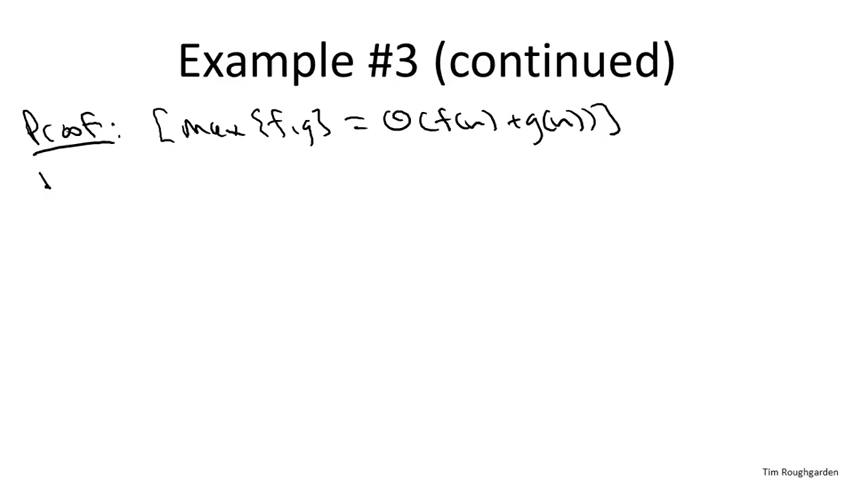 Example #3 (continued)
Proof: [max{f,g} = Θ(f(n) + g(n))]
Tim Roughgarden